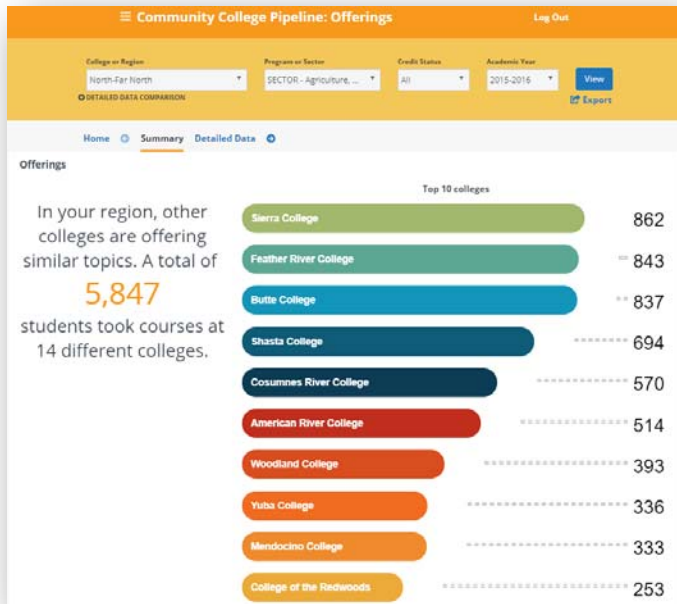 ☰ Community College Pipeline: Offerings
Log Out
College or Region
Program or Sector
Credit Status
Academic Year
North-Far North
SECTOR - Agriculture, ...
All
2015-2016
View
DETAILED DATA COMPARISON
Export
Home
Summary
Detailed Data
Offerings
Top 10 colleges
In your region, other
colleges are offering
similar topics. A total of
5,847
students took courses at
14 different colleges.
Sierra College 862
Feather River College 843
Butte College 837
Shasta College 694
Cosumnes River College 570
American River College 514
Woodland College 393
Yuba College 336
Mendocino College 333
College of the Redwoods 253